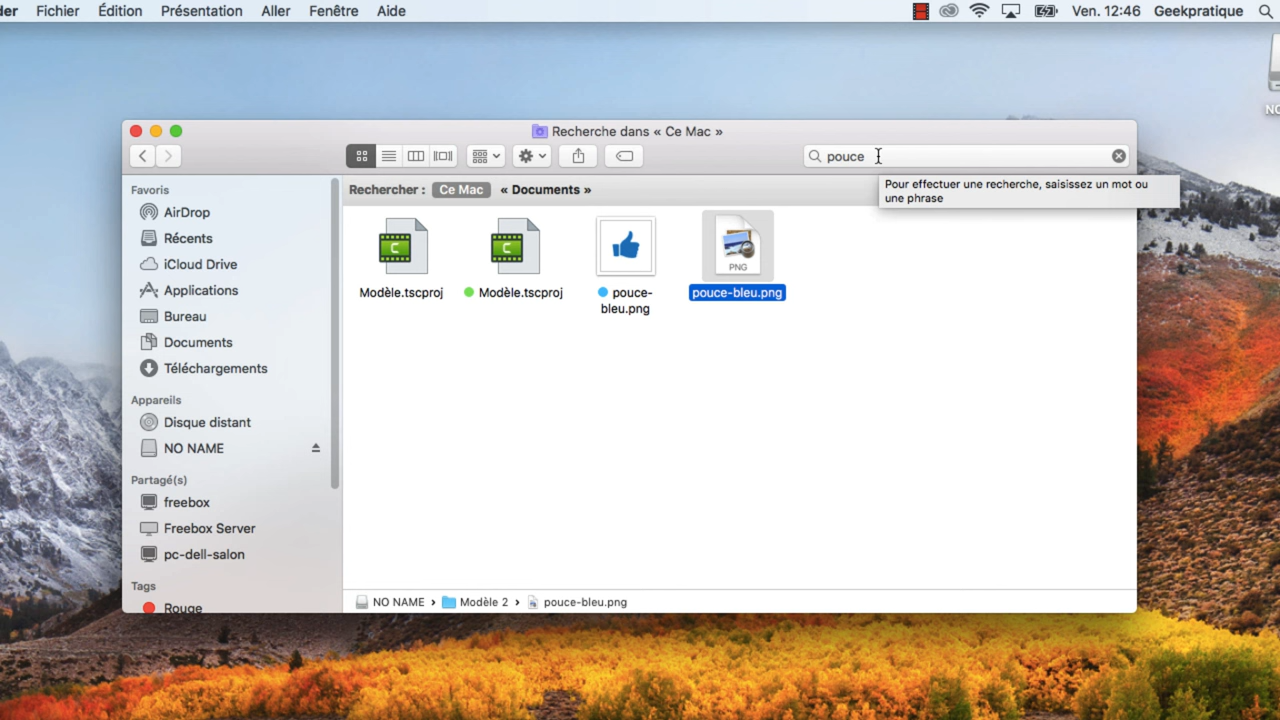 der Fichier Édition Présentation Aller Fenêtre Aide Ven. 12:46 Geekpratique
NO
Recherche dans « Ce Mac »
pouce
Pour effectuer une recherche, saisissez un mot ou
une phrase
Rechercher : Ce Mac « Documents »
Favoris
AirDrop
Récents
iCloud Drive
Applications
Bureau
Documents
Téléchargements
Appareils
Disque distant
NO NAME
Partagé(s)
freebox
Freebox Server
pc-dell-salon
Tags
Rouge
C
Modèle.tscproj
C
Modèle.tscproj
pouce-
bleu.png
PNG
pouce-bleu.png
NO NAME › Modèle 2 › pouce-bleu.png